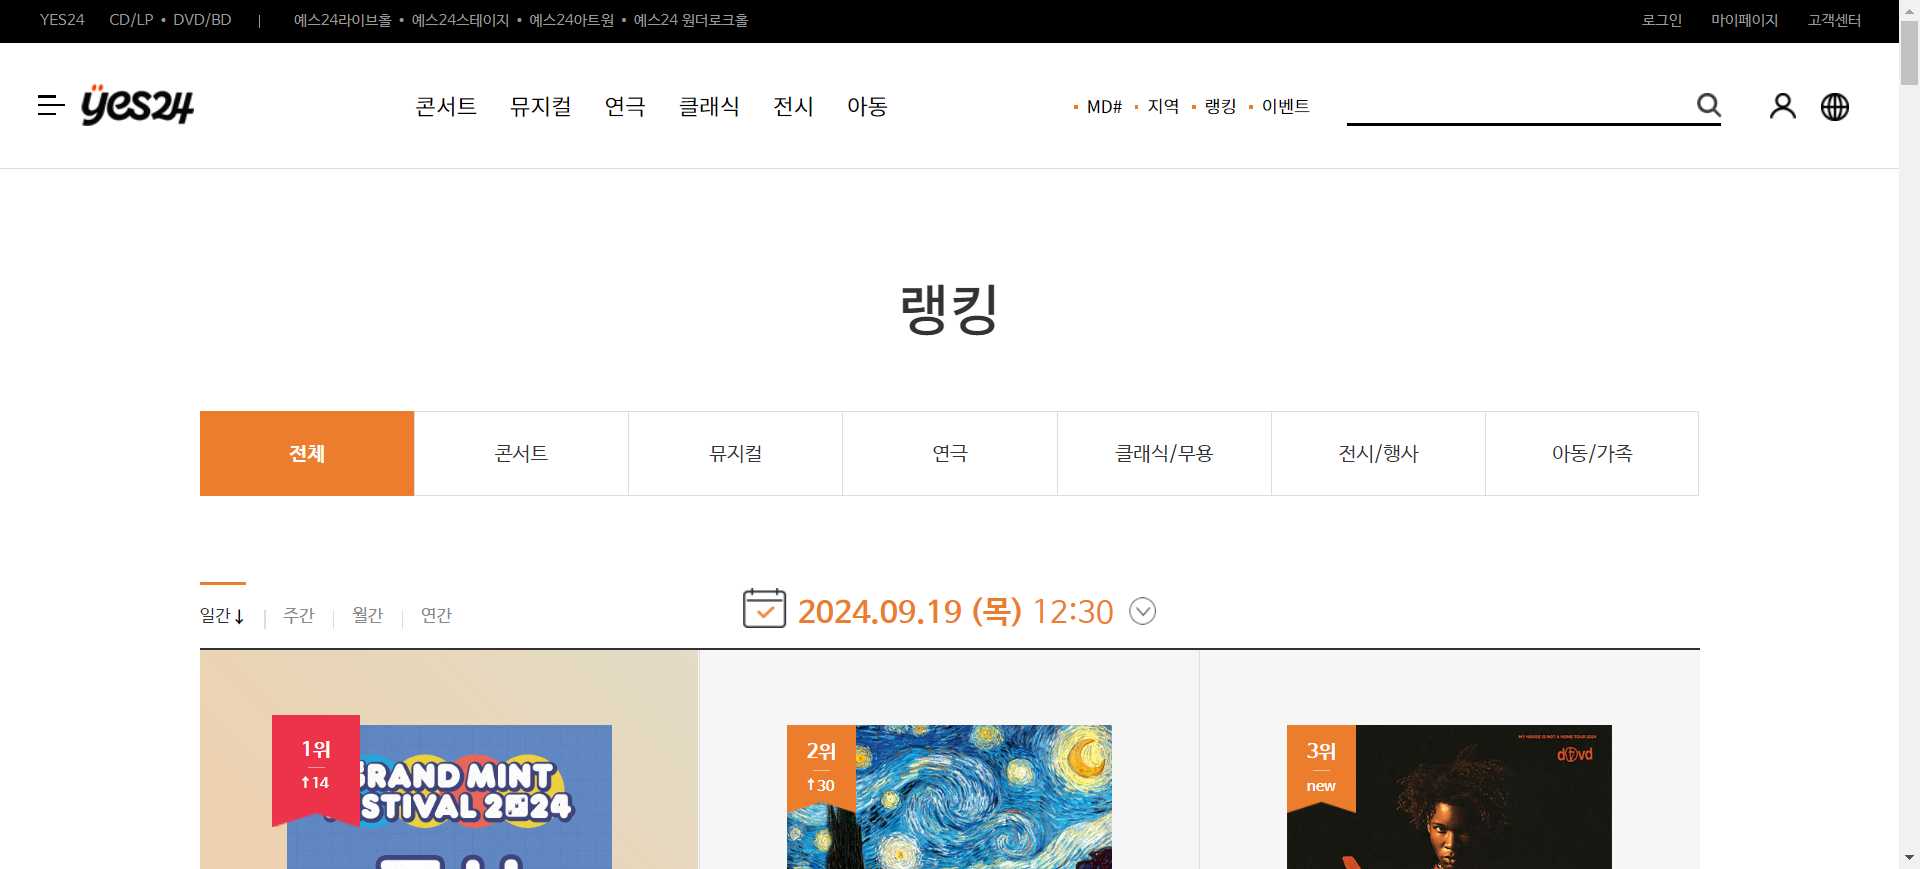 YES24 CD/LP • DVD/BD | 예스24라이브홀 • 예스24스테이지 • 예스24아트원 • 예스24 원더로크홀 로그인 마이페이지 고객센터
yes24 콘서트 뮤지컬 연극 클래식 전시 아동 MD# 지역 랭킹 이벤트
랭킹
전체 콘서트 뮤지컬 연극 클래식/무용 전시/행사 아동/가족
일간↓ 주간 월간 연간 2024.09.19 (목) 12:30
1위
↑14
GRAND MINT
FESTIVAL 2024
2위
↑30
3위
new
MY HOUSE IS NOT A HOME TOUR 2024
d4vd